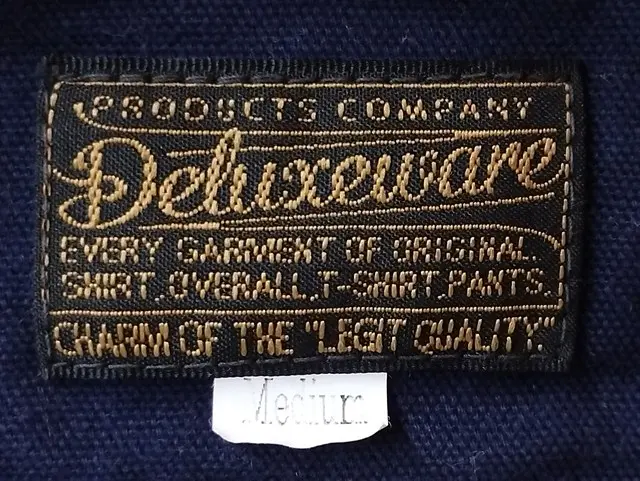 PRODUCTS COMPANY
Deluxeware
EVERY GARMENT OF ORIGINAL.
SHIRT.OVERALL.T-SHIRT.PANTS.
CHARM OF THE "LEGIT QUALITY."
Medium